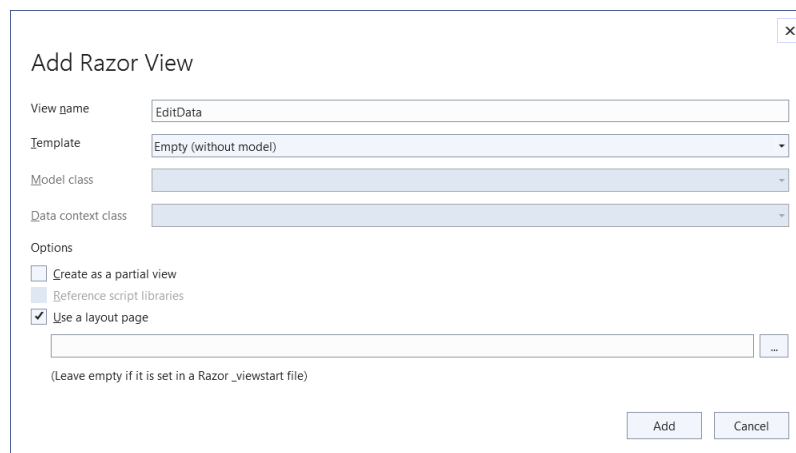 Add Razor View
View name
EditData
Template
Empty (without model)
Model class
Data context class
Options
Create as a partial view
Reference script libraries
Use a layout page
...
(Leave empty if it is set in a Razor _viewstart file)
Add Cancel